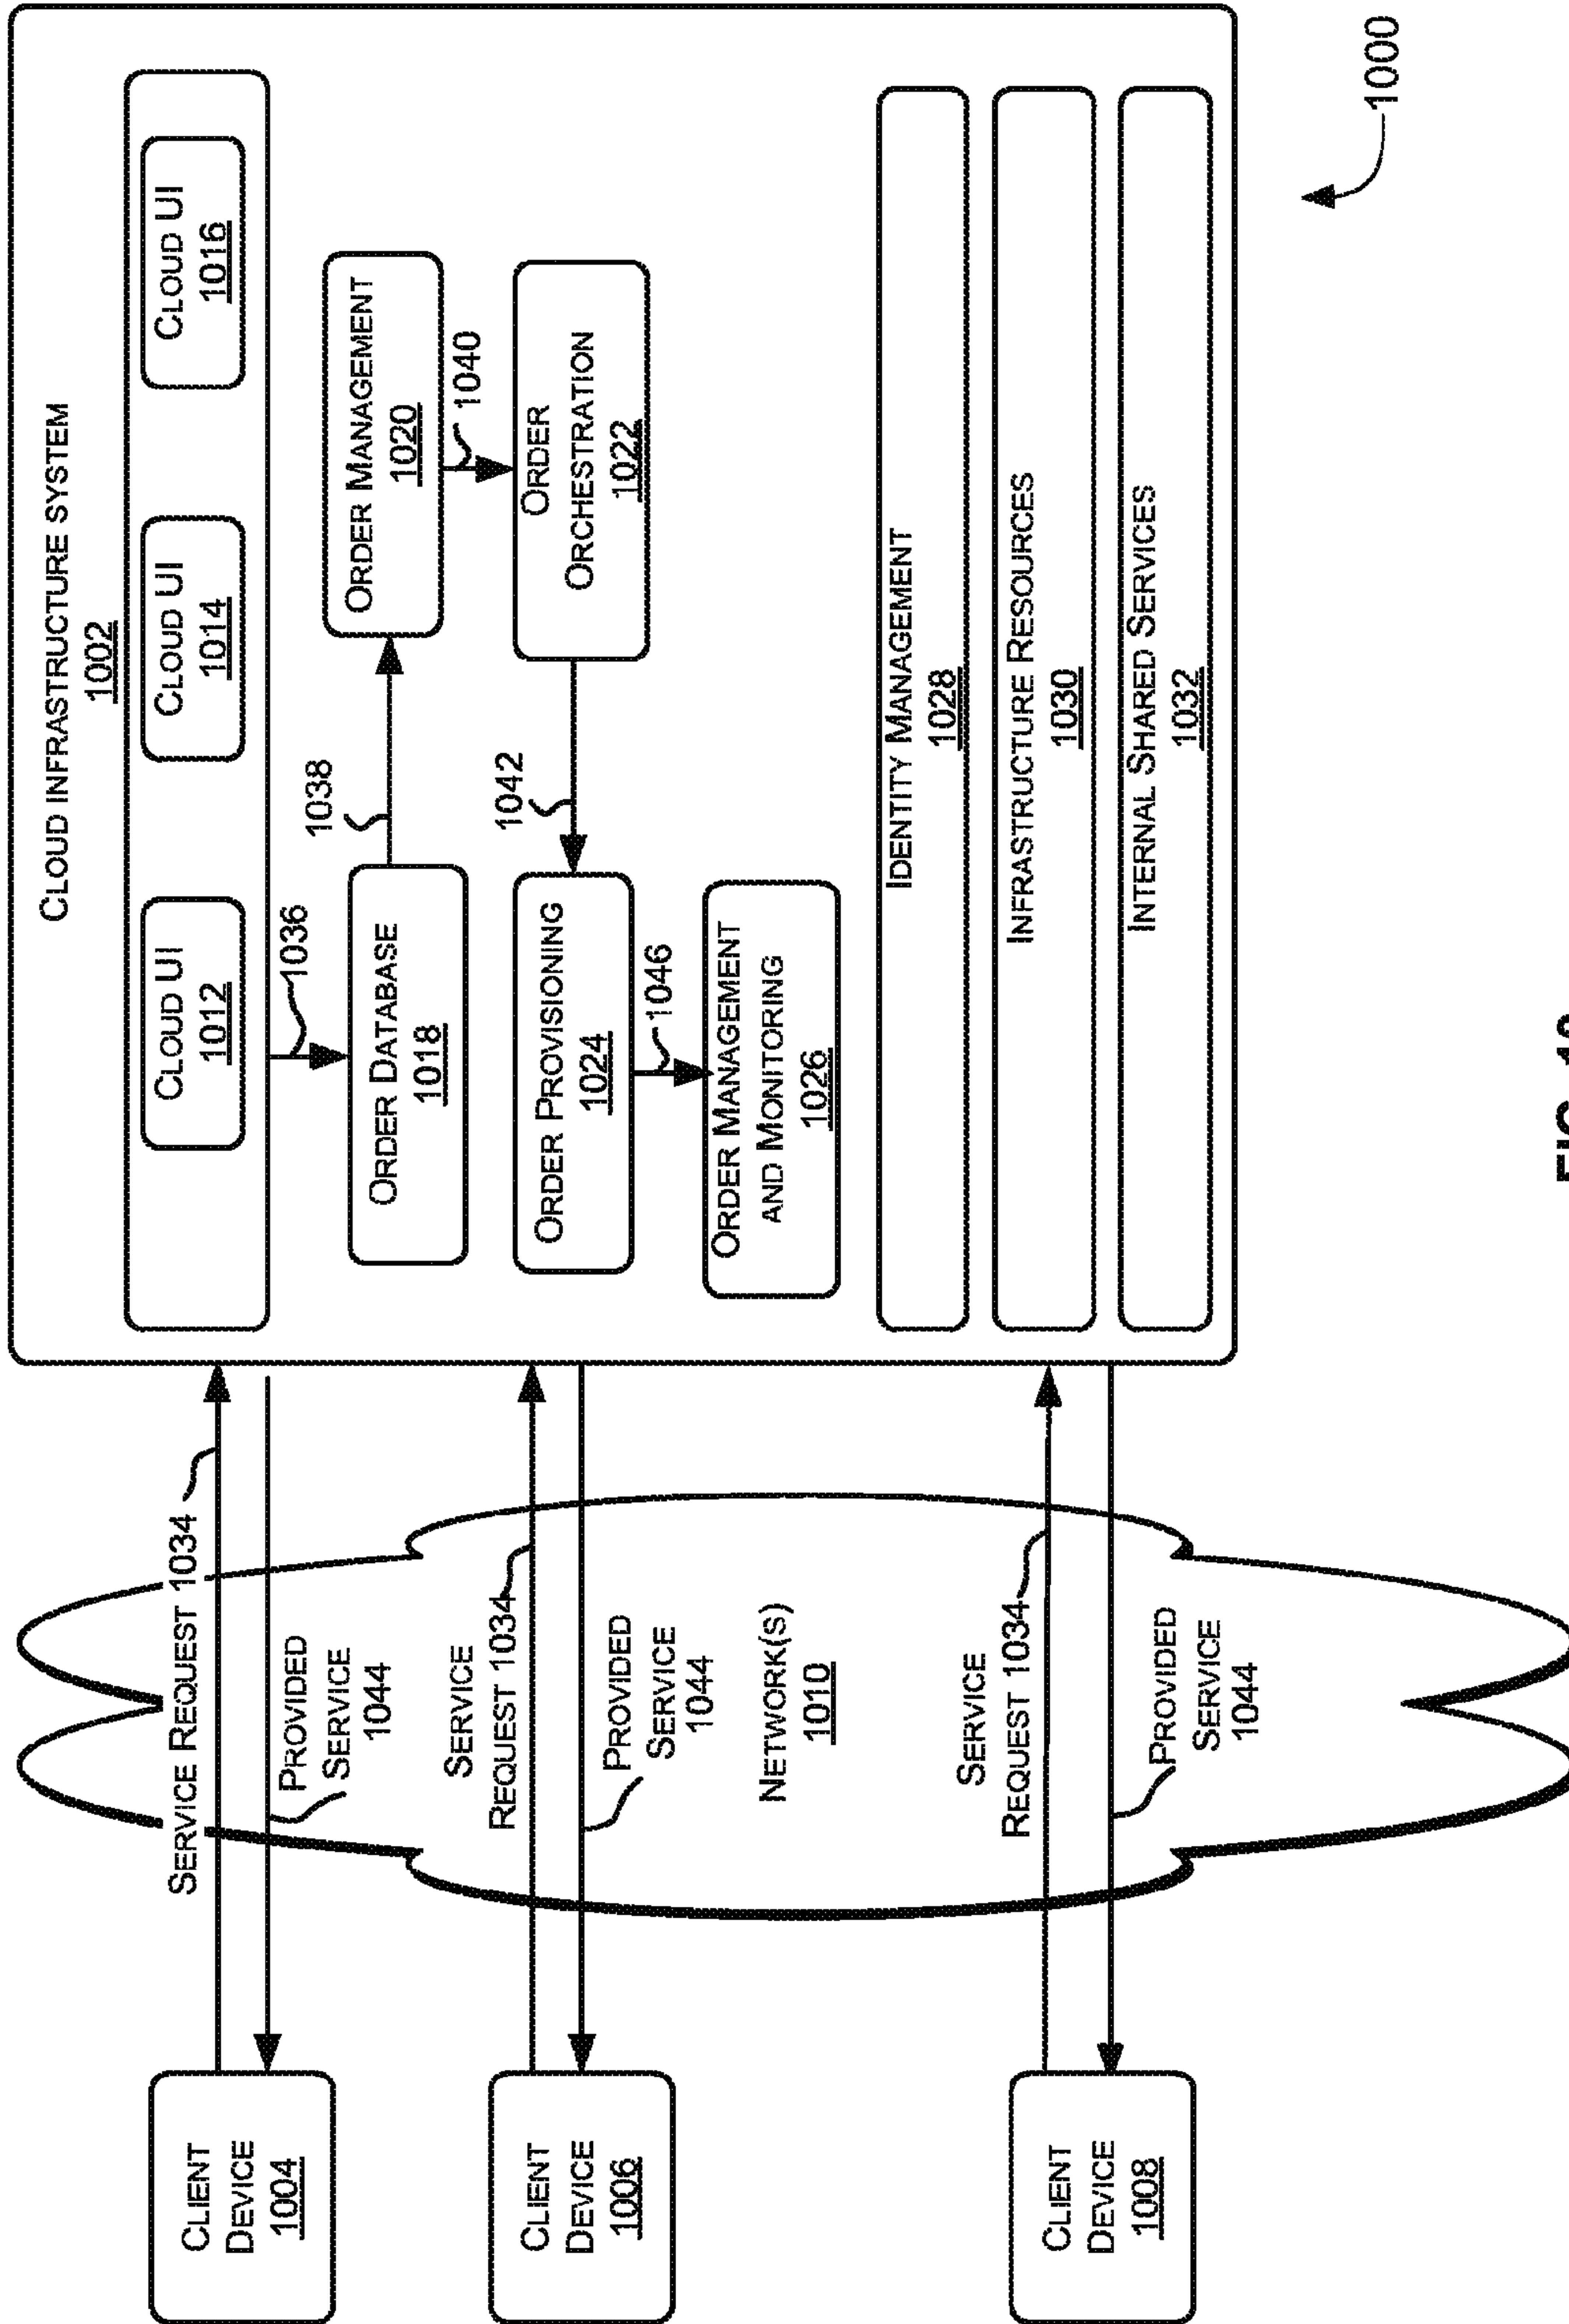 CLIENT
DEVICE
1004
CLIENT
DEVICE
1006
CLIENT
DEVICE
1008
SERVICE REQUEST 1034
PROVIDED
SERVICE
1044
SERVICE
REQUEST 1034
PROVIDED
SERVICE
1044
NETWORK(S)
1010
SERVICE
REQUEST 1034
PROVIDED
SERVICE
1044
CLOUD INFRASTRUCTURE SYSTEM
1002
CLOUD UI
1012
CLOUD UI
1014
CLOUD UI
1016
1036
ORDER DATABASE
1018
1038
ORDER MANAGEMENT
1020
1040
ORDER
ORCHESTRATION
1022
1042
ORDER PROVISIONING
1024
1046
ORDER MANAGEMENT
AND MONITORING
1026
IDENTITY MANAGEMENT
1028
INFRASTRUCTURE RESOURCES
1030
INTERNAL SHARED SERVICES
1032
1000
FIG. 10